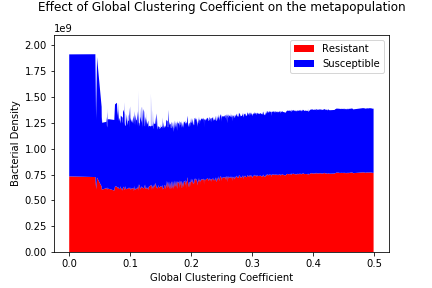 Effect of Global Clustering Coefficient on the metapopulation
1e9
2.00
1.75
1.50
1.25
1.00
0.75
0.50
0.25
0.00
Bacterial Density
Resistant
Susceptible
0.0 0.1 0.2 0.3 0.4 0.5
Global Clustering Coefficient